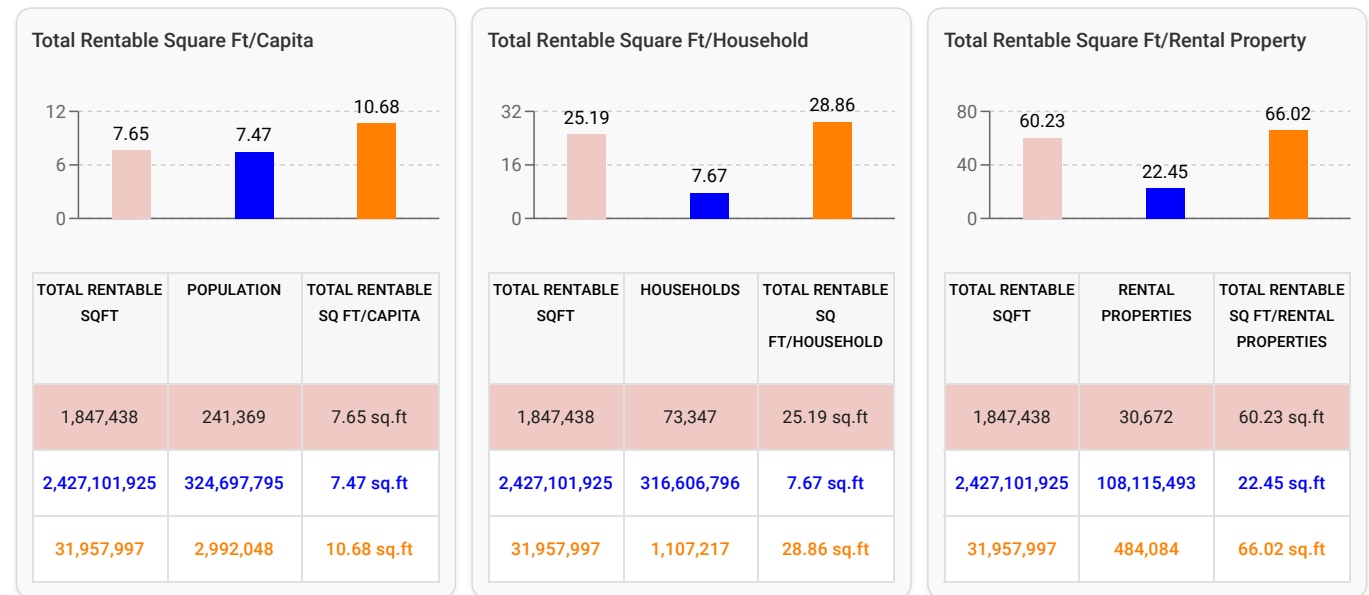 Total Rentable Square Ft/Capita
12
6
0
7.65
7.47
10.68
TOTAL RENTABLE
SQFT
POPULATION
TOTAL RENTABLE
SQ FT/CAPITA
1,847,438
241,369
7.65 sq.ft
2,427,101,925
324,697,795
7.47 sq.ft
31,957,997
2,992,048
10.68 sq.ft
Total Rentable Square Ft/Household
32
16
0
25.19
7.67
28.86
TOTAL RENTABLE
SQFT
HOUSEHOLDS
TOTAL RENTABLE
SQ
FT/HOUSEHOLD
1,847,438
73,347
25.19 sq.ft
2,427,101,925
316,606,796
7.67 sq.ft
31,957,997
1,107,217
28.86 sq.ft
Total Rentable Square Ft/Rental Property
80
40
0
60.23
22.45
66.02
TOTAL RENTABLE
SQFT
RENTAL
PROPERTIES
TOTAL RENTABLE
SQ FT/RENTAL
PROPERTIES
1,847,438
30,672
60.23 sq.ft
2,427,101,925
108,115,493
22.45 sq.ft
31,957,997
484,084
66.02 sq.ft